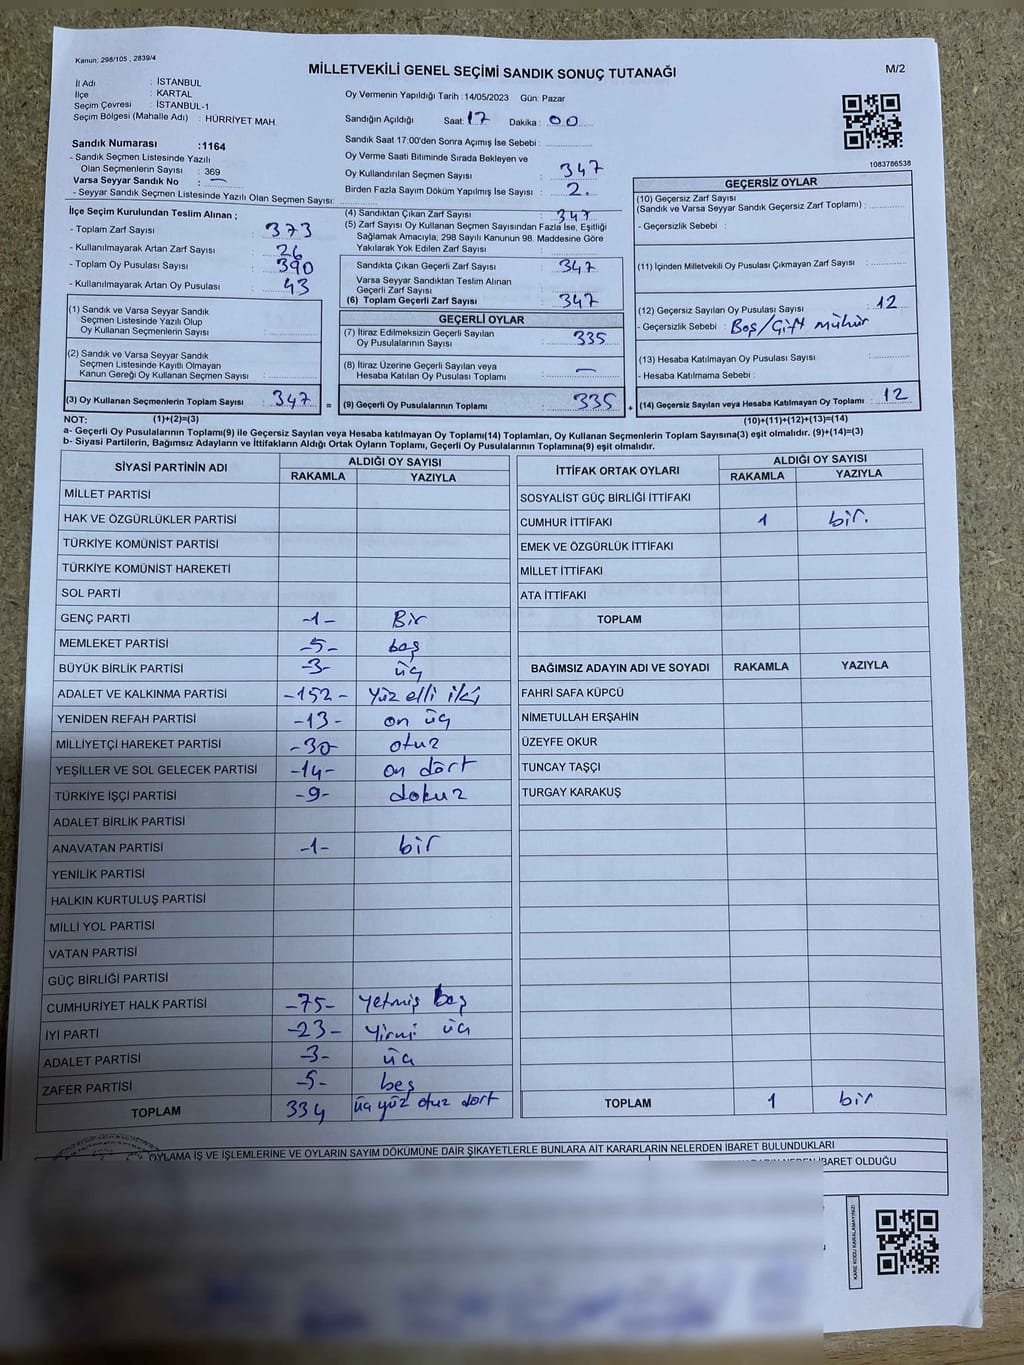 Kanun, 298/105 , 2839/4
MİLLETVEKİLİ GENEL SEÇİMİ SANDIK SONUÇ TUTANAĞI
M/2
İl Adı : İSTANBUL
İlçe : KARTAL
Seçim Çevresi : İSTANBUL-1
Seçim Bölgesi (Mahalle Adı) : HÜRRİYET MAH.
Sandık Numarası :1164
- Sandık Seçmen Listesinde Yazılı
Olan Seçmenlerin Sayısı : 369
Varsa Seyyar Sandık No : —
- Seyyar Sandık Seçmen Listesinde Yazılı Olan Seçmen Sayısı:
Oy Vermenin Yapıldığı Tarih :14/05/2023 Gün: Pazar
Sandığın Açıldığı Saat: 17 Dakika : 00
Sandık Saat 17:00'den Sonra Açımış İse Sebebi :
Oy Verme Saati Bitiminde Sırada Bekleyen ve
Oy Kullandırılan Seçmen Sayısı : 347
Birden Fazla Sayım Döküm Yapılmış İse Sayısı : 2.
1083786538
İlçe Seçim Kurulundan Teslim Alınan ;
- Toplam Zarf Sayısı : 373
- Kullanılmayarak Artan Zarf Sayısı : 26
- Toplam Oy Pusulası Sayısı : 390
- Kullanılmayarak Artan Oy Pusulası : 43
(1) Sandık ve Varsa Seyyar Sandık
Seçmen Listesinde Yazılı Olup
Oy Kullanan Seçmenlerin Sayısı :
(2) Sandık ve Varsa Seyyar Sandık
Seçmen Listesinde Kayıtlı Olmayan
Kanun Gereği Oy Kullanan Seçmen Sayısı :
(3) Oy Kullanan Seçmenlerin Toplam Sayısı : 347 =
(4) Sandıktan Çıkan Zarf Sayısı : 347
(5) Zarf Sayısı Oy Kullanan Seçmen Sayısından Fazla İse, Eşitliği
Sağlamak Amacıyla, 298 Sayılı Kanunun 98. Maddesine Göre
Yakılarak Yok Edilen Zarf Sayısı :
Sandıkta Çıkan Geçerli Zarf Sayısı : 347
Varsa Seyyar Sandıktan Teslim Alınan
Geçerli Zarf Sayısı :
(6) Toplam Geçerli Zarf Sayısı : 347
GEÇERLİ OYLAR
(7) İtiraz Edilmeksizin Geçerli Sayılan
Oy Pusulalarının Sayısı : 335
(8) İtiraz Üzerine Geçerli Sayılan veya
Hesaba Katılan Oy Pusulası Toplamı : —
(9) Geçerli Oy Pusulalarının Toplamı : 335 +
GEÇERSİZ OYLAR
(10) Geçersiz Zarf Sayısı
(Sandık ve Varsa Seyyar Sandık Geçersiz Zarf Toplamı) :
- Geçersizlik Sebebi :
(11) İçinden Milletvekili Oy Pusulası Çıkmayan Zarf Sayısı :
(12) Geçersiz Sayılan Oy Pusulası Sayısı : 12
- Geçersizlik Sebebi : Boş/Çift mühür
(13) Hesaba Katılmayan Oy Pusulası Sayısı :
- Hesaba Katılmama Sebebi :
(14) Geçersiz Sayılan veya Hesaba Katılmayan Oy Toplamı : 12
NOT: (1)+(2)=(3) (10)+(11)+(12)+(13)=(14)
a- Geçerli Oy Pusulalarının Toplamı(9) ile Geçersiz Sayılan veya Hesaba katılmayan Oy Toplamı(14) Toplamları, Oy Kullanan Seçmenlerin Toplam Sayısına(3) eşit olmalıdır. (9)+(14)=(3)
b- Siyasi Partilerin, Bağımsız Adayların ve İttifakların Aldığı Ortak Oyların Toplamı, Geçerli Oy Pusulalarının Toplamına(9) eşit olmalıdır.
SİYASİ PARTİNİN ADI ALDIĞI OY SAYISI
RAKAMLA YAZIYLA
MİLLET PARTİSİ
HAK VE ÖZGÜRLÜKLER PARTİSİ
TÜRKİYE KOMÜNİST PARTİSİ
TÜRKİYE KOMÜNİST HAREKETİ
SOL PARTİ
GENÇ PARTİ -1- Bir
MEMLEKET PARTİSİ -5- beş
BÜYÜK BİRLİK PARTİSİ -3- üç
ADALET VE KALKINMA PARTİSİ -152- Yüz elli iki
YENİDEN REFAH PARTİSİ -13- on üç
MİLLİYETÇİ HAREKET PARTİSİ -30- otuz
YEŞİLLER VE SOL GELECEK PARTİSİ -14- on dört
TÜRKİYE İŞÇİ PARTİSİ -9- dokuz
ADALET BİRLİK PARTİSİ
ANAVATAN PARTİSİ -1- bir
YENİLİK PARTİSİ
HALKIN KURTULUŞ PARTİSİ
MİLLİ YOL PARTİSİ
VATAN PARTİSİ
GÜÇ BİRLİĞİ PARTİSİ
CUMHURİYET HALK PARTİSİ -75- Yetmiş beş
İYİ PARTİ -23- Yirmi üç
ADALET PARTİSİ -3- üç
ZAFER PARTİSİ -5- beş
TOPLAM 334 üç yüz otuz dört
İTTİFAK ORTAK OYLARI ALDIĞI OY SAYISI
RAKAMLA YAZIYLA
SOSYALİST GÜÇ BİRLİĞİ İTTİFAKI
CUMHUR İTTİFAKI 1 bir.
EMEK VE ÖZGÜRLÜK İTTİFAKI
MİLLET İTTİFAKI
ATA İTTİFAKI
TOPLAM
BAĞIMSIZ ADAYIN ADI VE SOYADI RAKAMLA YAZIYLA
FAHRİ SAFA KÜPCÜ
NİMETULLAH ERŞAHİN
ÜZEYFE OKUR
TUNCAY TAŞÇI
TURGAY KARAKUŞ
TOPLAM 1 bir
OYLAMA İŞ VE İŞLEMLERİNE VE OYLARIN SAYIM DÖKÜMÜNE DAİR ŞİKAYETLERLE BUNLARA AİT KARARLARIN NELERDEN İBARET BULUNDUKLARI
İBARET OLDUĞU